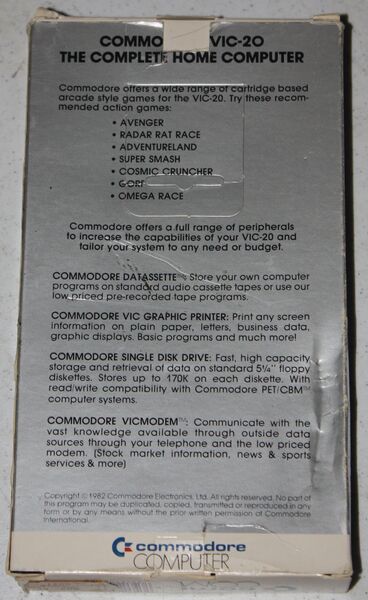 COMMO VIC-20
THE COMPLETE HOME COMPUTER
Commodore offers a wide range of cartridge based
arcade style games for the VIC-20. Try these recom-
mended action games:
• AVENGER
• RADAR RAT RACE
• ADVENTURELAND
• SUPER SMASH
• COSMIC CRUNCHER
• GORF
• OMEGA RACE
Commodore offers a full range of peripherals
to increase the capabilities of your VIC-20 and
tailor your system to any need or budget.
COMMODORE DATASSETTE™: Store your own computer
programs on standard audio cassette tapes or use our
low priced pre-recorded tape programs.
COMMODORE VIC GRAPHIC PRINTER: Print any screen
information on plain paper, letters, business data,
graphic displays. Basic programs and much more!
COMMODORE SINGLE DISK DRIVE: Fast, high capacity
storage and retrieval of data on standard 5¼" floppy
diskettes. Stores up to 170K on each diskette. With
read/write compatibility with Commodore PET/CBM™
computer systems.
COMMODORE VICMODEM™: Communicate with the
vast knowledge available through outside data
sources through your telephone and the low priced
modem. (Stock market information, news & sports
services & more)
Copyright © 1982 Commodore Electronics, Ltd. All rights reserved. No part of
this program may be duplicated, copied, transmitted or reproduced in any
form or by any means without the prior written permission of Commodore
International.
commodore
COMPUTER